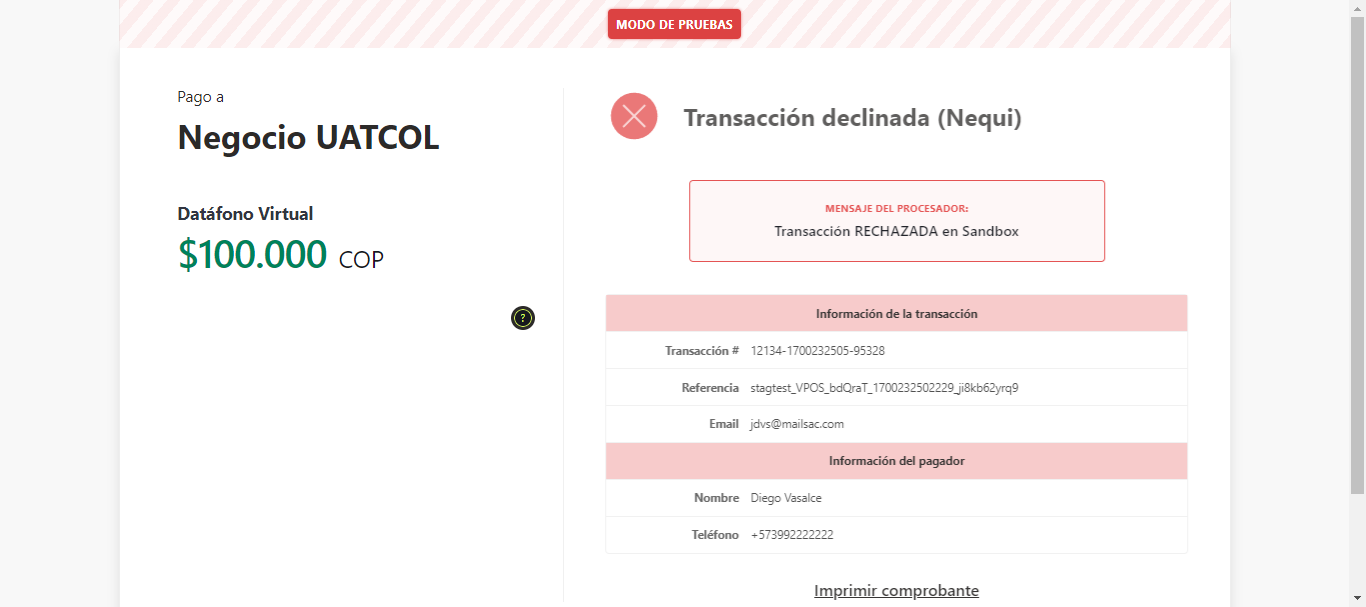 MODO DE PRUEBAS
Pago a
Negocio UATCOL
Datáfono Virtual
$100.000 COP
?
Transacción declinada (Nequi)
MENSAJE DEL PROCESADOR:
Transacción RECHAZADA en Sandbox
Información de la transacción
Transacción # 12134-1700232505-95328
Referencia stagtest_VPOS_bdQraT_1700232502229_ji8kb62yrq9
Email jdvs@mailsac.com
Información del pagador
Nombre Diego Vasalce
Teléfono +573992222222
Imprimir comprobante